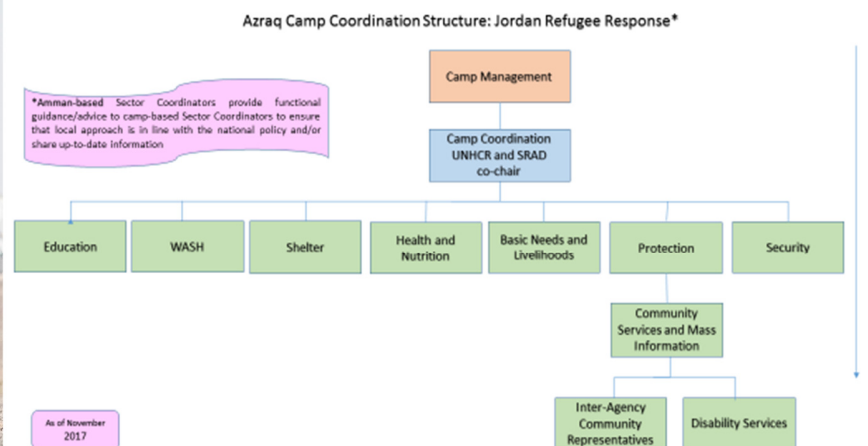 Azraq Camp Coordination Structure: Jordan Refugee Response*
Camp Management
*Amman-based Sector Coordinators provide functional
guidance/advice to camp-based Sector Coordinators to ensure
that local approach is in line with the national policy and/or
share up-to-date information
Camp Coordination
UNHCR and SRAD
co-chair
Education
WASH
Shelter
Health and
Nutrition
Basic Needs and
Livelihoods
Protection
Security
Community
Services and Mass
Information
Inter-Agency
Community
Representatives
Disability Services
As of November
2017